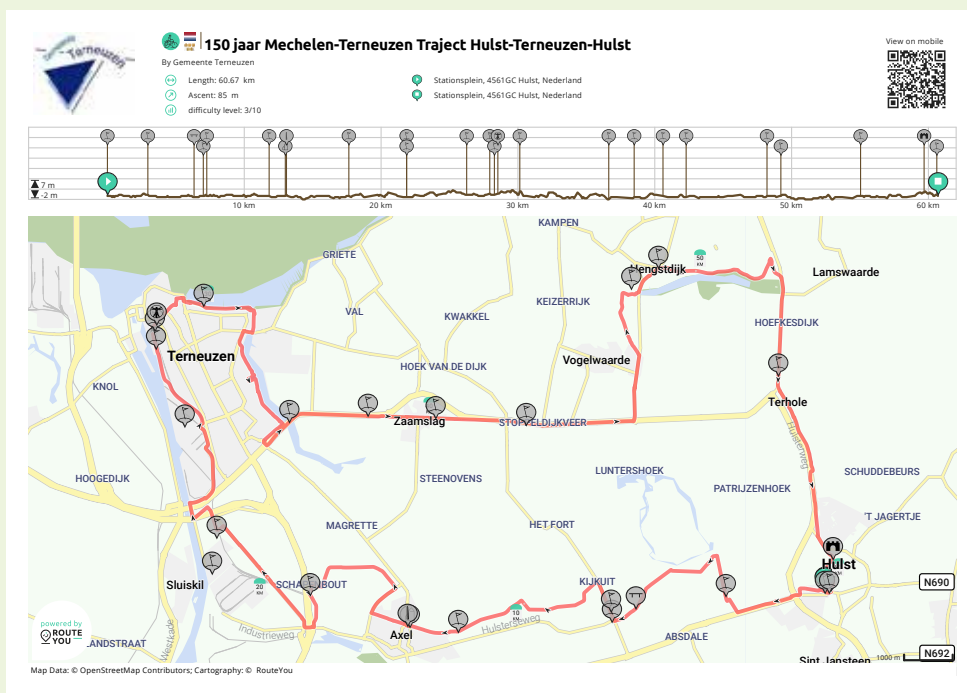 Gemeente
Terneuzen
150 jaar Mechelen-Terneuzen Traject Hulst-Terneuzen-Hulst
By Gemeente Terneuzen
Length: 60.67 km
Ascent: 85 m
difficulty level: 3/10
Stationsplein, 4561GC Hulst, Nederland
Stationsplein, 4561GC Hulst, Nederland
View on mobile
7 m
-2 m
10 km
20 km
30 km
40 km
50 km
60 km
KAMPEN
GRIETE
Hengstdijk
50
KM
Lamswaarde
VAL
KWAKKEL
KEIZERRIJK
HOEFKESDIJK
Terneuzen
HOEK VAN DE DIJK
Vogelwaarde
KNOL
Terhole
Zaamslag
STOPPELDIJKVEER
Hulsterweg
HOOGEDIJK
STEENOVENS
LUNTERSHOEK
PATRIJZENHOEK
SCHUDDEBEURS
MAGRETTE
HET FORT
'T JAGERTJE
Hulst
Sluiskil
20
KM
KIJKUIT
N690
10
KM
powered by
ROUTE
YOU
LANDSTRAAT
Westkade
Industrieweg
Axel
Hulsterseweg
ABSDALE
Sint Jansteen
N692
1000 m
Map Data: © OpenStreetMap Contributors; Cartography: © RouteYou